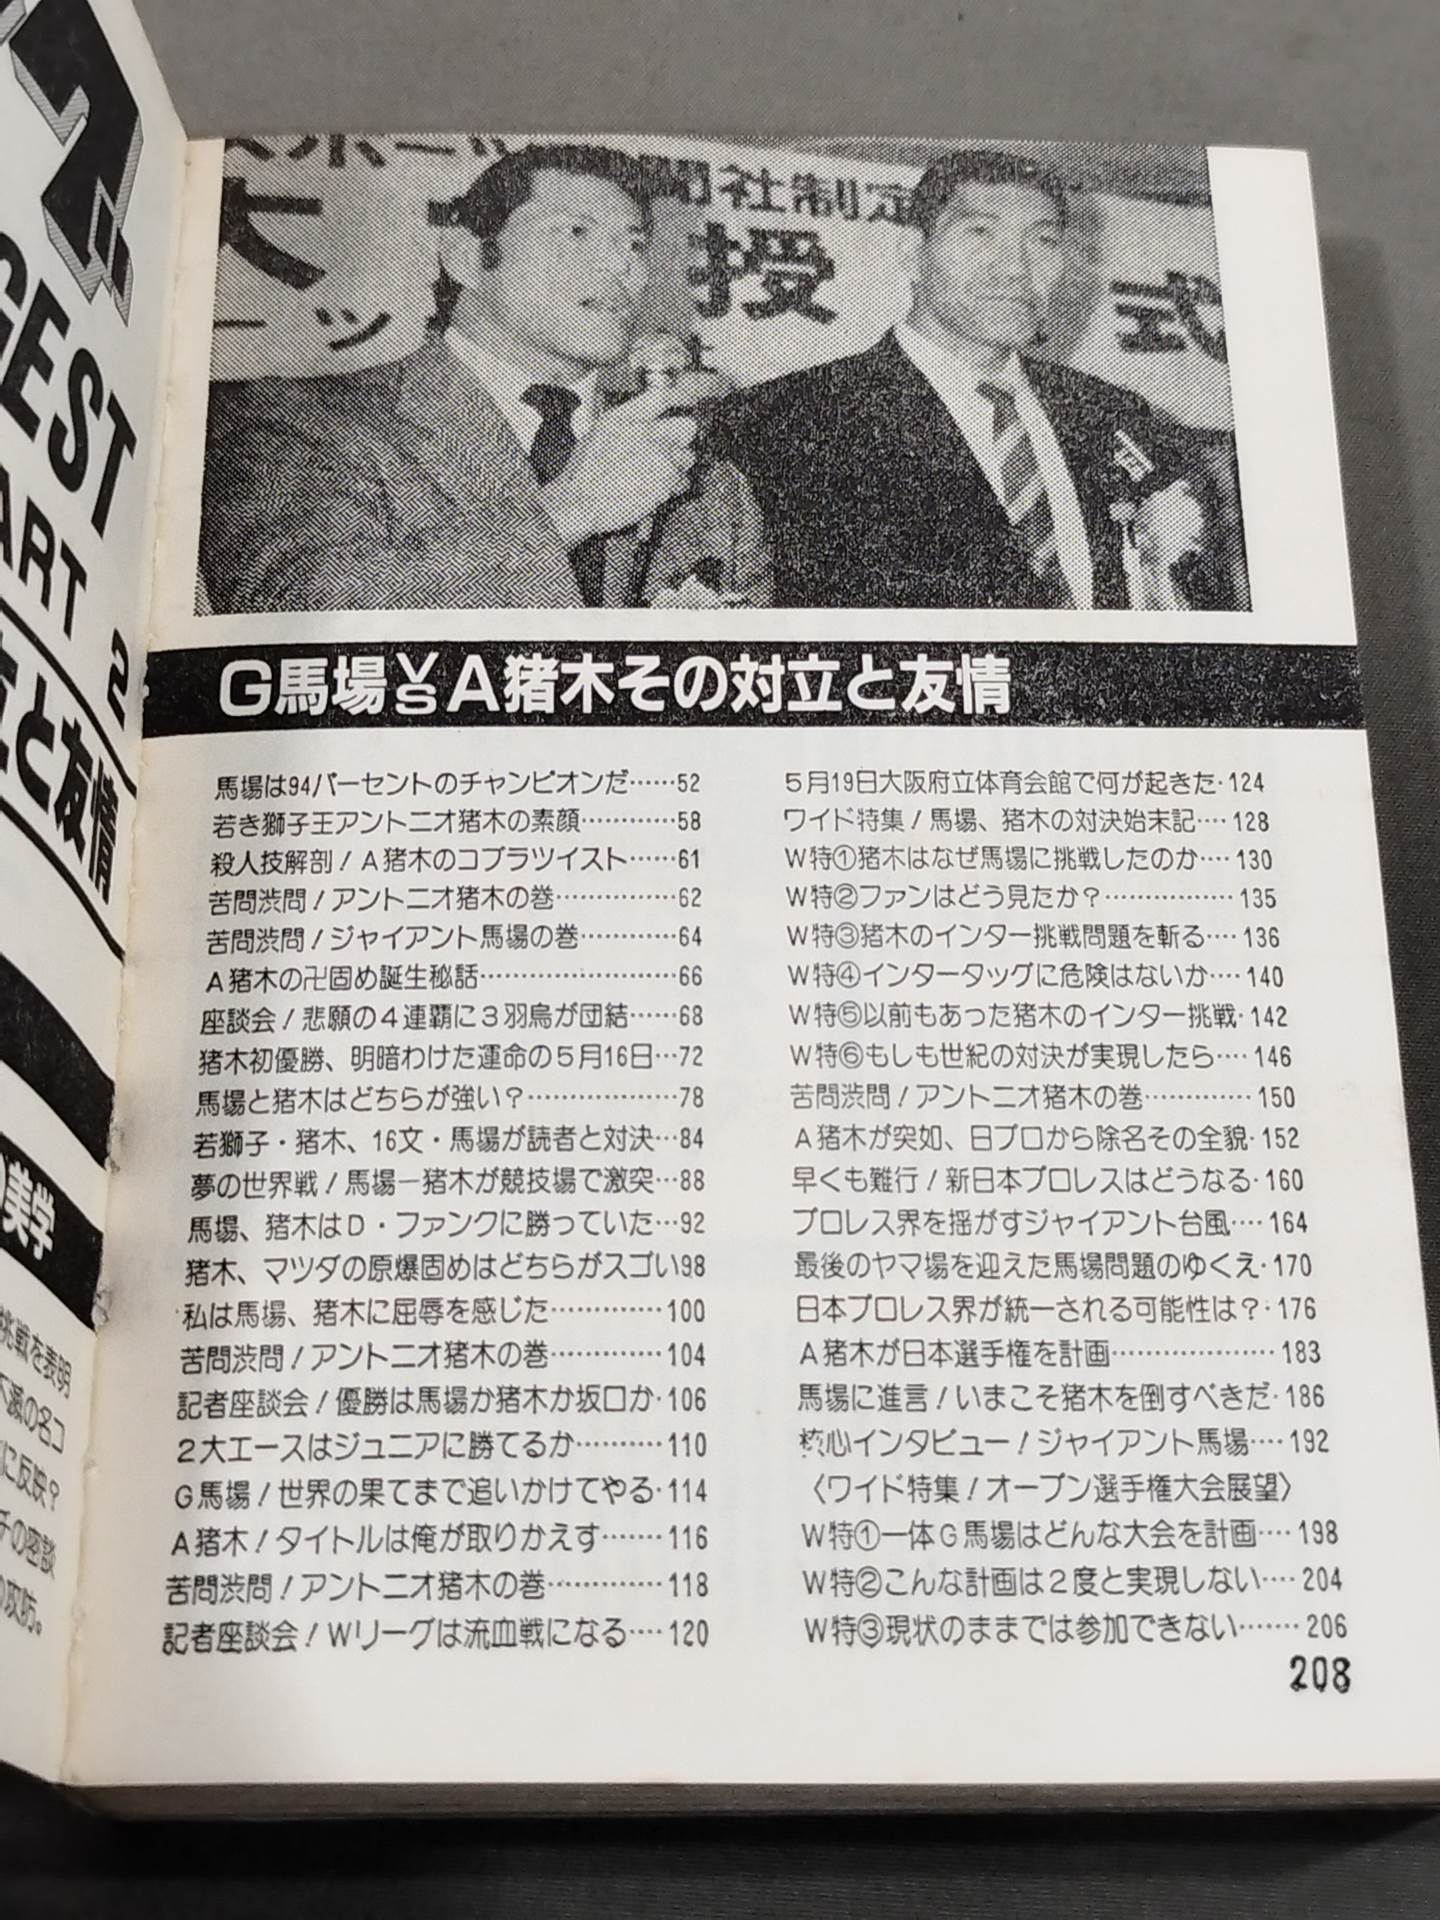 GEST
ART 2
立と友情
美学
挑戦を表明
不滅の名コ
に反映？
チの座談
攻防。
大
授
式
ーッ
聞社制定
社
G馬場VSA猪木その対立と友情
馬場は94パーセントのチャンピオンだ……52
若き獅子王アントニオ猪木の素顔…………58
殺人技解剖！A猪木のコブラツイスト……61
苦問渋問！アントニオ猪木の巻……………62
苦問渋問！ジャイアント馬場の巻…………64
A猪木の卍固め誕生秘話……………………66
座談会！悲願の4連覇に3羽烏が団結……68
猪木初優勝、明暗わけた運命の5月16日…72
馬場と猪木はどちらが強い？………………78
若獅子・猪木、16文・馬場が読者と対決…84
夢の世界戦！馬場ー猪木が競技場で激突…88
馬場、猪木はD・ファンクに勝っていた…92
猪木、マツダの原爆固めはどちらがスゴい98
私は馬場、猪木に屈辱を感じた……………100
苦問渋問！アントニオ猪木の巻……………104
記者座談会！優勝は馬場か猪木か坂口か・106
2大エースはジュニアに勝てるか…………110
G馬場！世界の果てまで追いかけてやる・114
A猪木！タイトルは俺が取りかえす………116
苦問渋問！アントニオ猪木の巻……………118
記者座談会！Wリーグは流血戦になる……120
5月19日大阪府立体育会館で何が起きた・124
ワイド特集！馬場、猪木の対決始末記……128
W特①猪木はなぜ馬場に挑戦したのか……130
W特②ファンはどう見たか？………………135
W特③猪木のインター挑戦問題を斬る……136
W特④インタータッグに危険はないか……140
W特⑤以前もあった猪木のインター挑戦・142
W特⑥もしも世紀の対決が実現したら……146
苦問渋問！アントニオ猪木の巻……………150
A猪木が突如、日プロから除名その全貌・152
早くも難行！新日本プロレスはどうなる・160
プロレス界を揺がすジャイアント台風……164
最後のヤマ場を迎えた馬場問題のゆくえ・170
日本プロレス界が統一される可能性は？・176
A猪木が日本選手権を計画…………………183
馬場に進言！いまこそ猪木を倒すべきだ・186
核心インタビュー！ジャイアント馬場……192
〈ワイド特集！オープン選手権大会展望〉
W特①一体G馬場はどんな大会を計画……198
W特②こんな計画は2度と実現しない……204
W特③現状のままでは参加できない………206
208